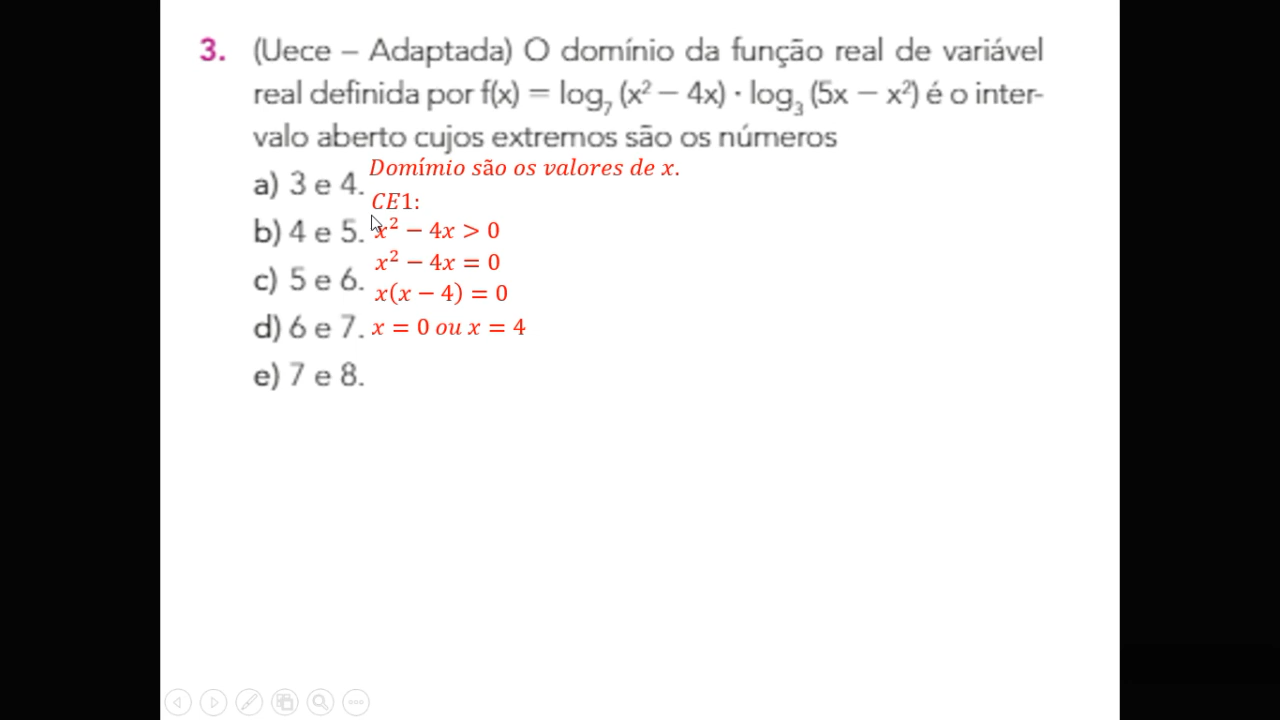 3. (Uece – Adaptada) O domínio da função real de variável
real definida por f(x) = log₇ (x² – 4x) · log₃ (5x – x²) é o inter-
valo aberto cujos extremos são os números
a) 3 e 4.
b) 4 e 5.
c) 5 e 6.
d) 6 e 7.
e) 7 e 8.
Domímio são os valores de x.
CE1:
x² − 4x > 0
x² − 4x = 0
x(x − 4) = 0
x = 0 ou x = 4